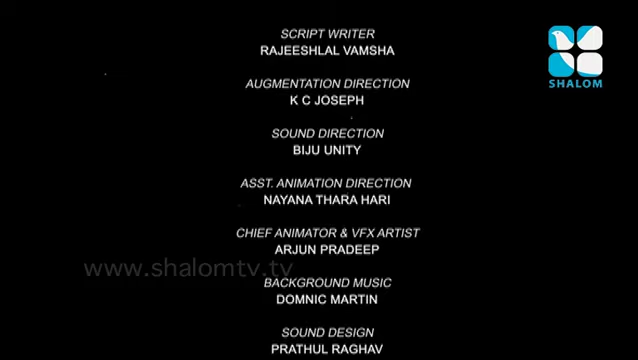 SCRIPT WRITER
RAJEESHLAL VAMSHA
SHALOM
AUGMENTATION DIRECTION
K C JOSEPH
SOUND DIRECTION
BIJU UNITY
ASST. ANIMATION DIRECTION
NAYANA THARA HARI
CHIEF ANIMATOR & VFX ARTIST
ARJUN PRADEEP
www.shalomtv.tv
BACKGROUND MUSIC
DOMNIC MARTIN
SOUND DESIGN
PRATHUL RAGHAV